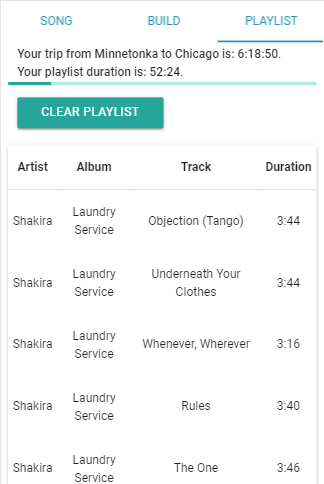 SONG BUILD PLAYLIST
Your trip from Minnetonka to Chicago is: 6:18:50.
Your playlist duration is: 52:24.
CLEAR PLAYLIST
Artist Album Track Duration
Shakira Laundry Service Objection (Tango) 3:44
Shakira Laundry Service Underneath Your Clothes 3:44
Shakira Laundry Service Whenever, Wherever 3:16
Shakira Laundry Service Rules 3:40
Shakira Laundry Service The One 3:46